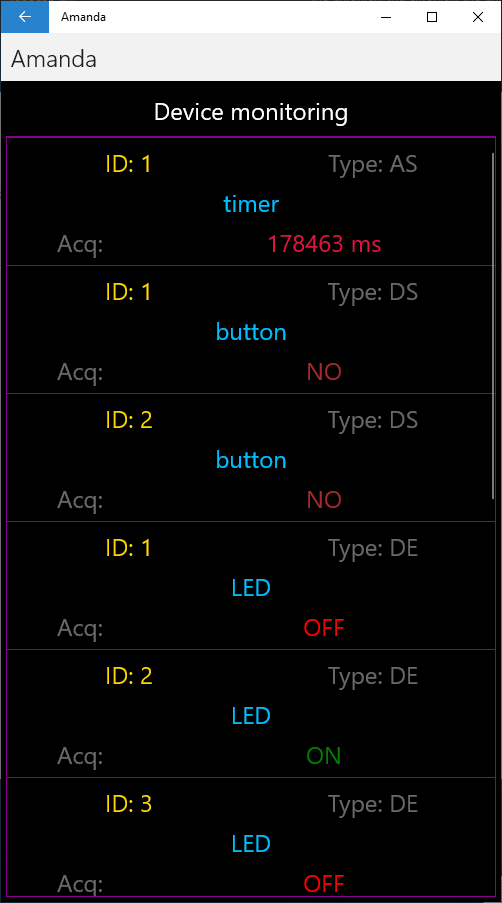 Amanda
Amanda
Device monitoring
ID: 1 Type: AS
timer
Acq: 178463 ms
ID: 1 Type: DS
button
Acq: NO
ID: 2 Type: DS
button
Acq: NO
ID: 1 Type: DE
LED
Acq: OFF
ID: 2 Type: DE
LED
Acq: ON
ID: 3 Type: DE
LED
Acq: OFF